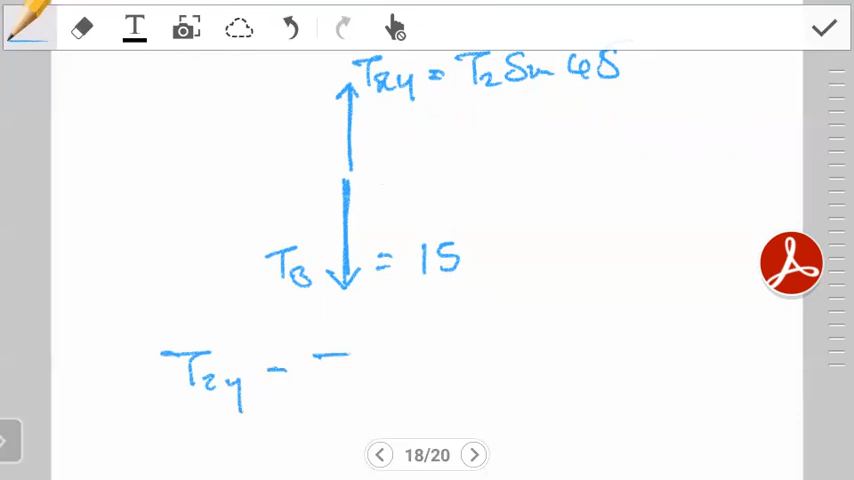 T
T2y = T2 Sin 45
TB = 15
T2y - T
18/20